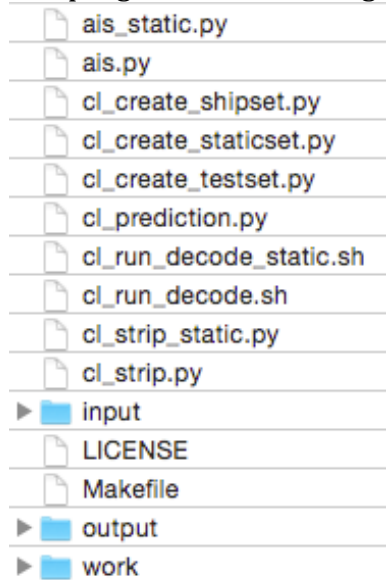 ais_static.py
ais.py
cl_create_shipset.py
cl_create_staticset.py
cl_create_testset.py
cl_prediction.py
cl_run_decode_static.sh
cl_run_decode.sh
cl_strip_static.py
cl_strip.py
input
LICENSE
Makefile
output
work